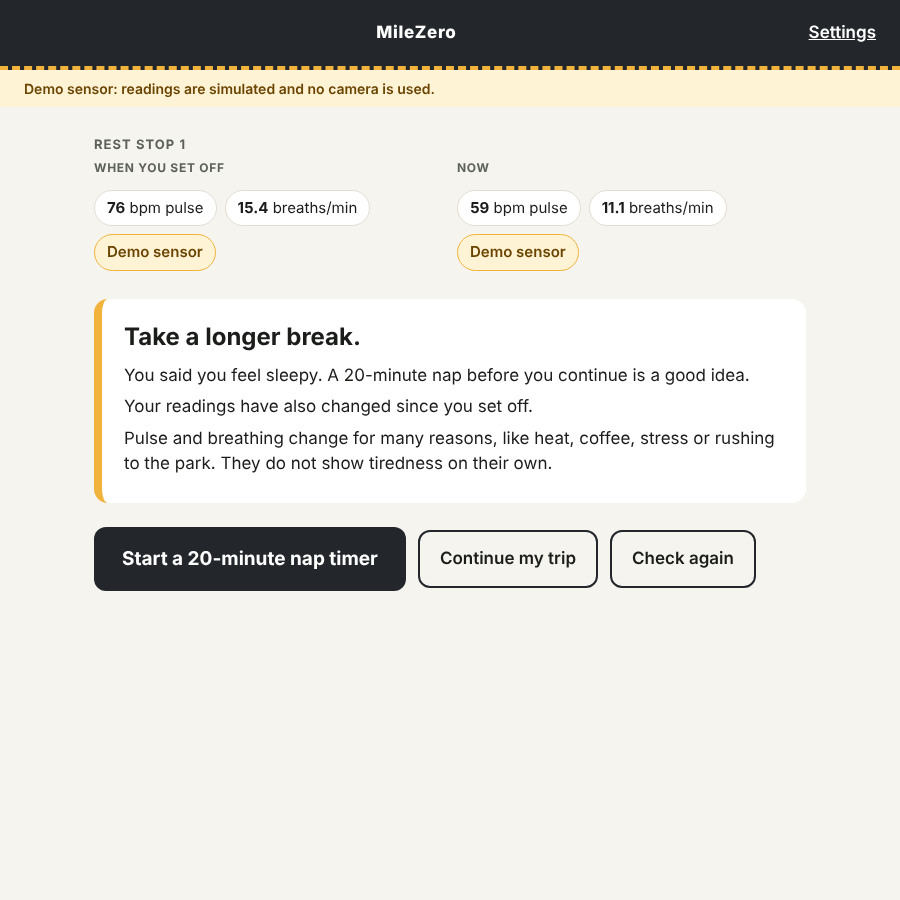 MileZero
Settings
Demo sensor: readings are simulated and no camera is used.
REST STOP 1
WHEN YOU SET OFF
76 bpm pulse
15.4 breaths/min
Demo sensor
NOW
59 bpm pulse
11.1 breaths/min
Demo sensor
Take a longer break.
You said you feel sleepy. A 20-minute nap before you continue is a good idea.
Your readings have also changed since you set off.
Pulse and breathing change for many reasons, like heat, coffee, stress or rushing
to the park. They do not show tiredness on their own.
Start a 20-minute nap timer
Continue my trip
Check again